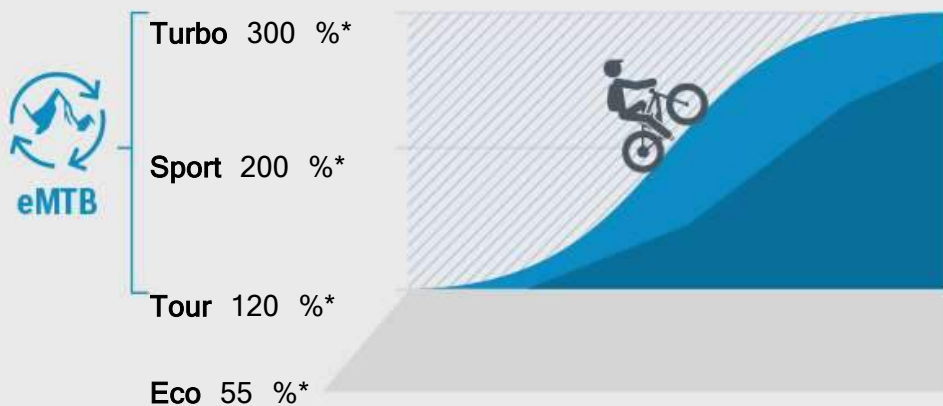 Turbo 300 %*
eMTB
Sport 200 %*
Tour 120 %*
Eco 55 %*